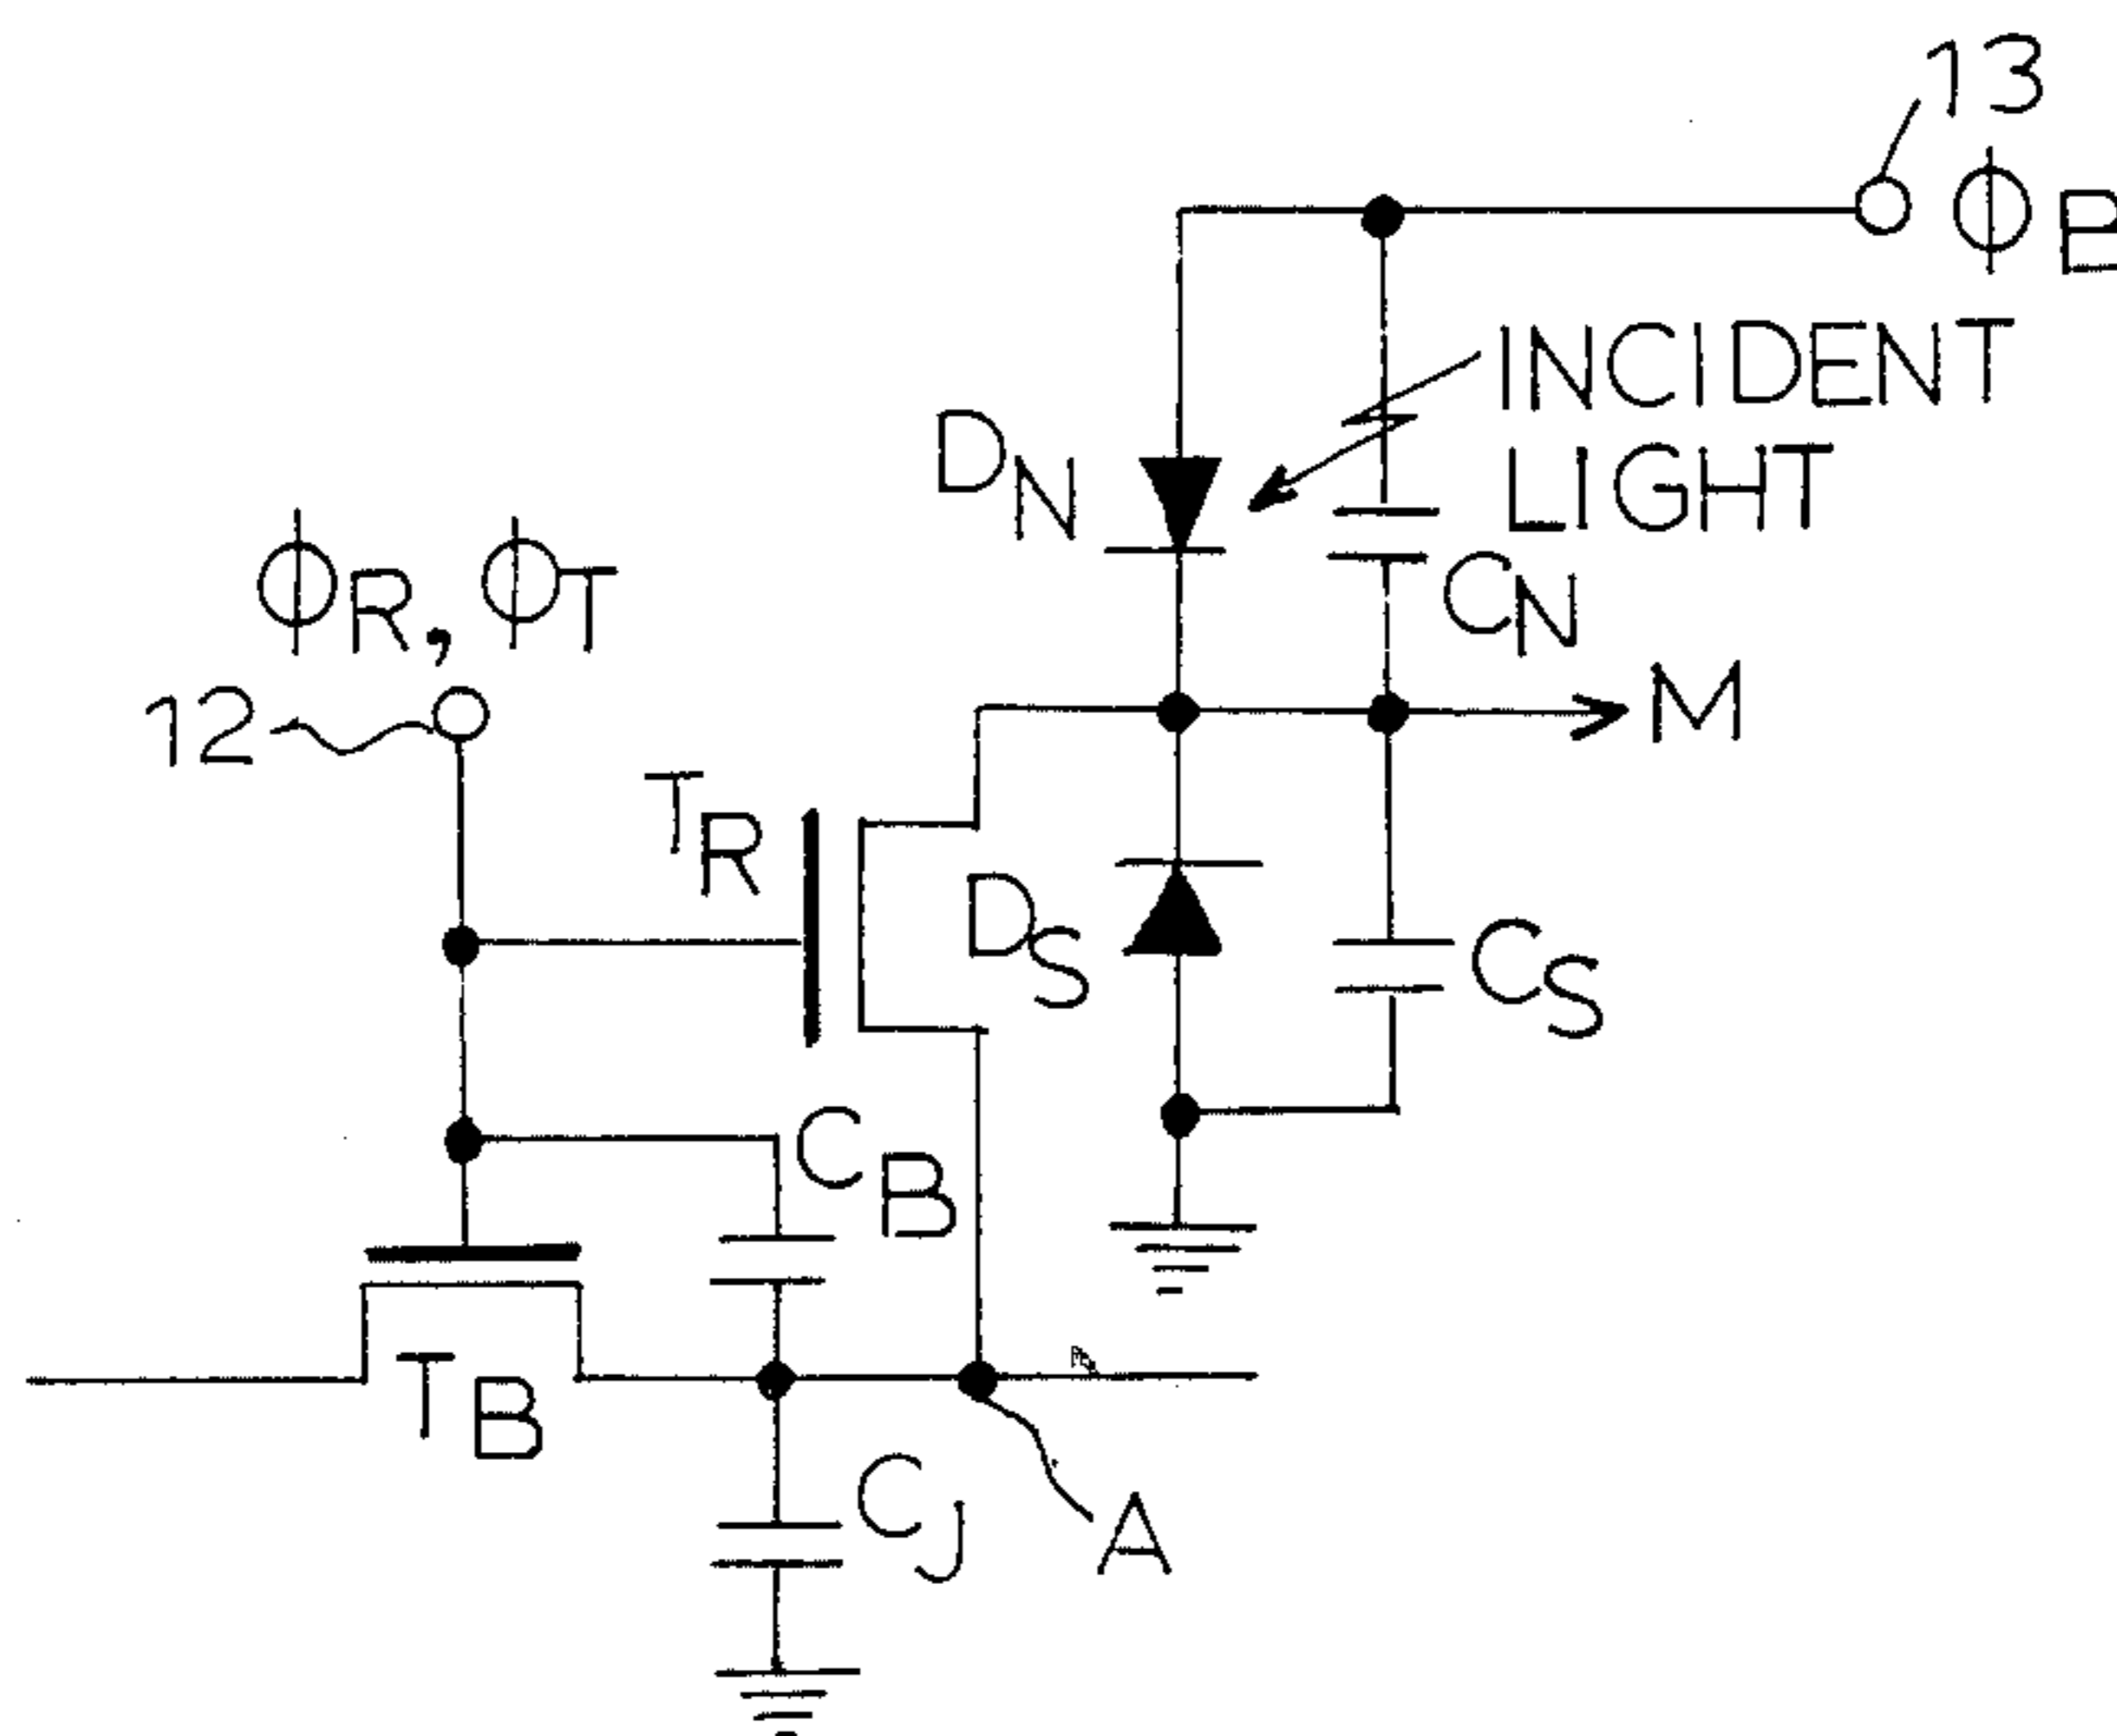 13
ϕB
INCIDENT
LIGHT
DN
CN
ϕR, ϕT
12
M
TR
DS
CS
CB
TB
CJ
A